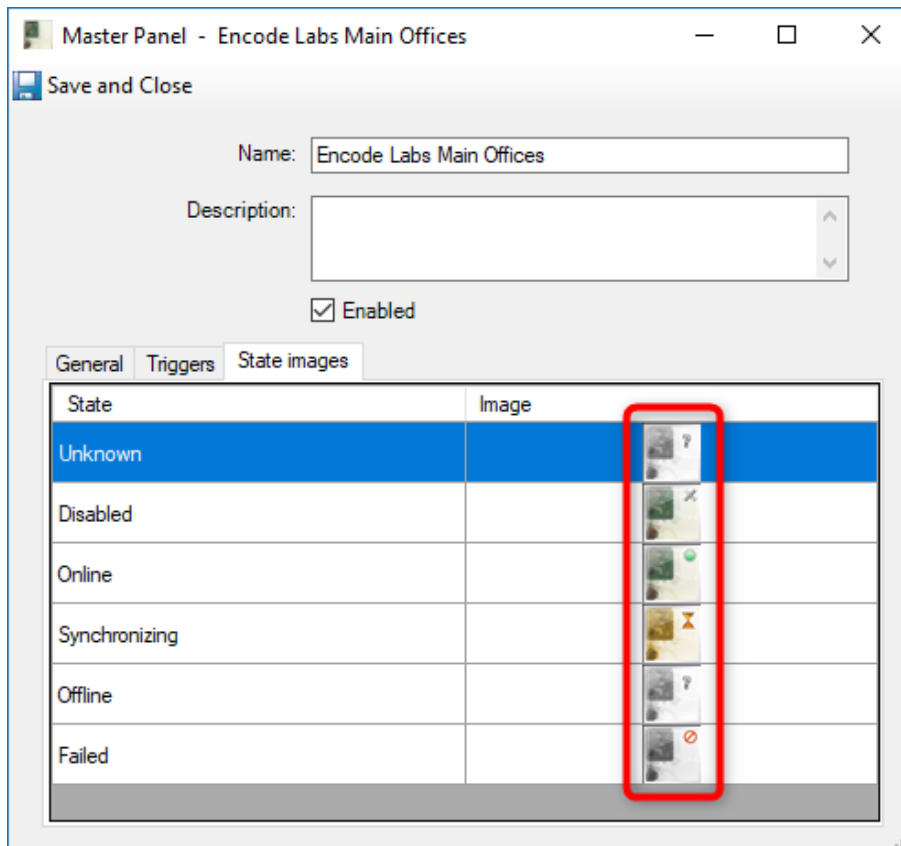 Master Panel - Encode Labs Main Offices
Save and Close
Name: Encode Labs Main Offices
Description:
Enabled
General Triggers State images
State Image
Unknown ?
Disabled
Online
Synchronizing
Offline ?
Failed